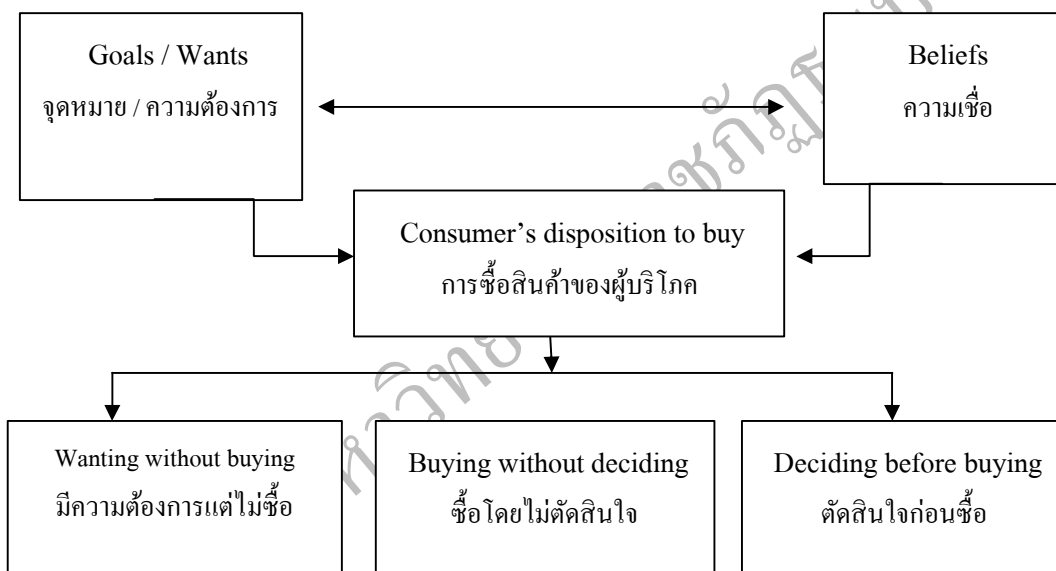 Goals / Wants
จุดหมาย / ความต้องการ
Beliefs
ความเชื่อ
Consumer’s disposition to buy
การซื้อสินค้าของผู้บริโภค
Wanting without buying
มีความต้องการแต่ไม่ซื้อ
Buying without deciding
ซื้อโดยไม่ตัดสินใจ
Deciding before buying
ตัดสินใจก่อนซื้อ